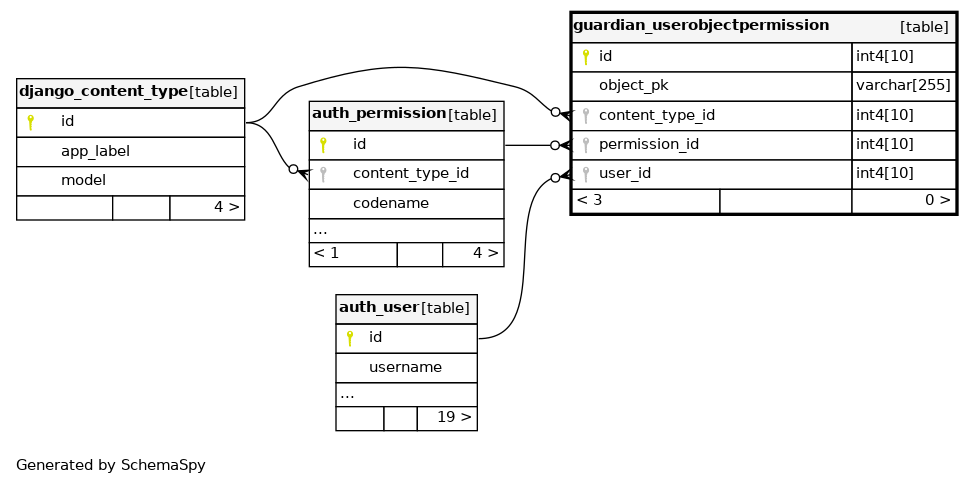 guardian_userobjectpermission [table]
id int4[10]
object_pk varchar[255]
content_type_id int4[10]
permission_id int4[10]
user_id int4[10]
< 3 0 >
django_content_type [table]
id
app_label
model
4 >
auth_permission [table]
id
content_type_id
codename
...
< 1 4 >
auth_user [table]
id
username
...
19 >
Generated by SchemaSpy